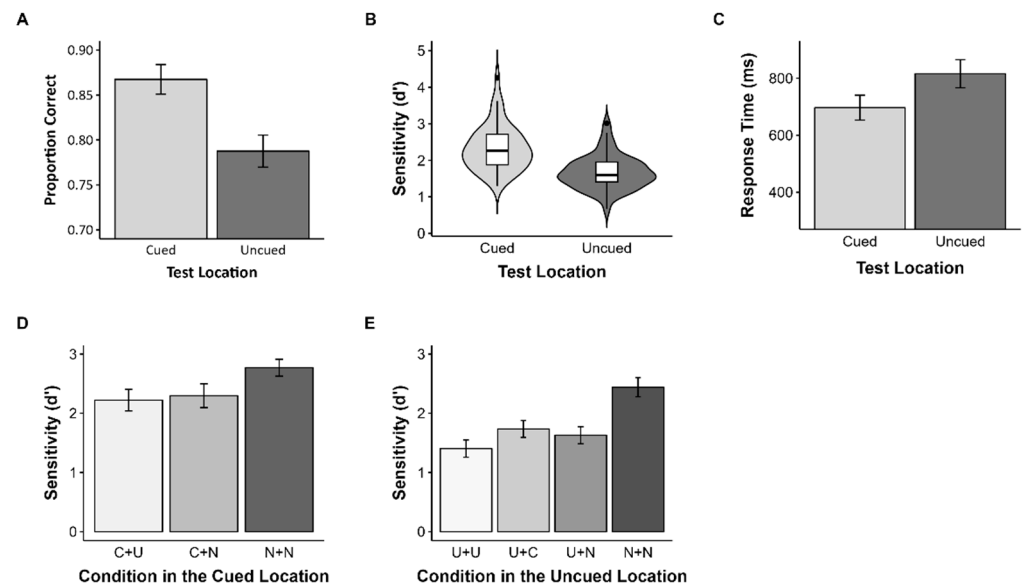 A
Proportion Correct
0.90
0.85
0.80
0.75
0.70
Cued Uncued
Test Location
B
Sensitivity (d')
5
4
3
2
1
0
Cued Uncued
Test Location
C
Response Time (ms)
800
600
400
Cued Uncued
Test Location
D
Sensitivity (d')
3
2
1
0
C+U C+N N+N
Condition in the Cued Location
E
Sensitivity (d')
3
2
1
0
U+U U+C U+N N+N
Condition in the Uncued Location